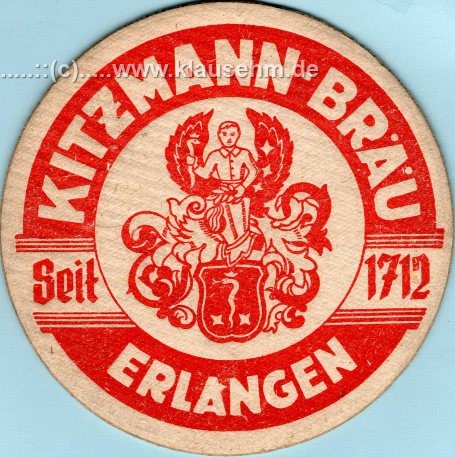 ......::(c).....www.klausehm.de
KITZMANN BRÄU
Seit 1712
ERLANGEN